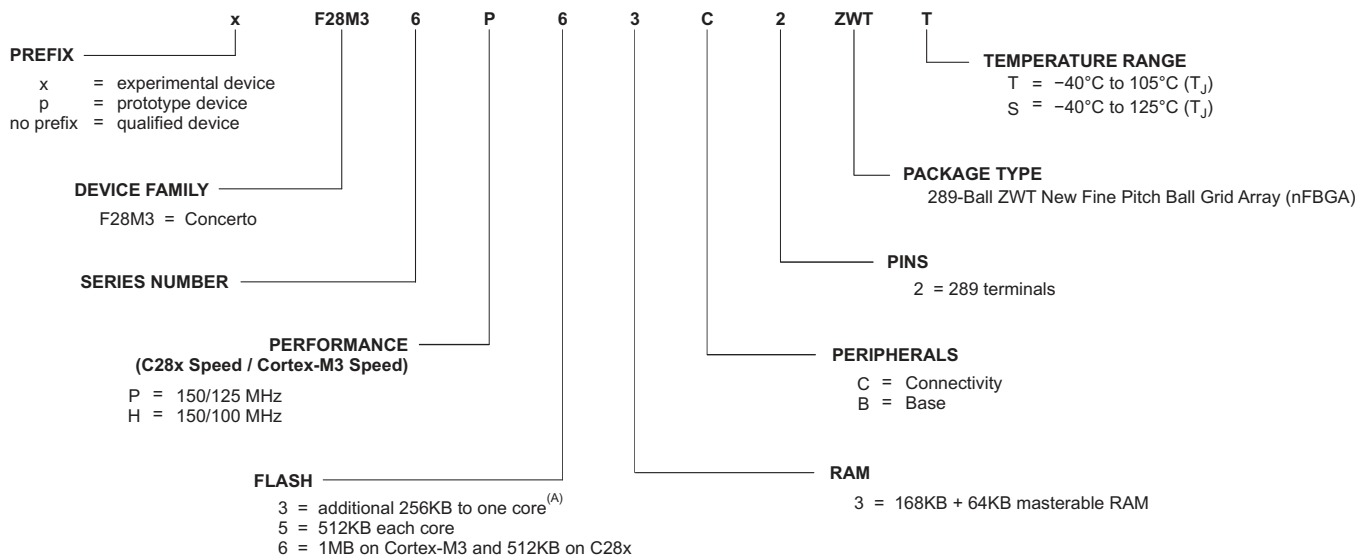 x F28M3 6 P 6 3 C 2 ZWT T
PREFIX
x = experimental device
p = prototype device
no prefix = qualified device
TEMPERATURE RANGE
T = −40°C to 105°C (TJ)
S = −40°C to 125°C (TJ)
DEVICE FAMILY
F28M3 = Concerto
PACKAGE TYPE
289-Ball ZWT New Fine Pitch Ball Grid Array (nFBGA)
SERIES NUMBER
PINS
2 = 289 terminals
PERFORMANCE
(C28x Speed / Cortex-M3 Speed)
P = 150/125 MHz
H = 150/100 MHz
PERIPHERALS
C = Connectivity
B = Base
FLASH
3 = additional 256KB to one core(A)
5 = 512KB each core
6 = 1MB on Cortex-M3 and 512KB on C28x
RAM
3 = 168KB + 64KB masterable RAM